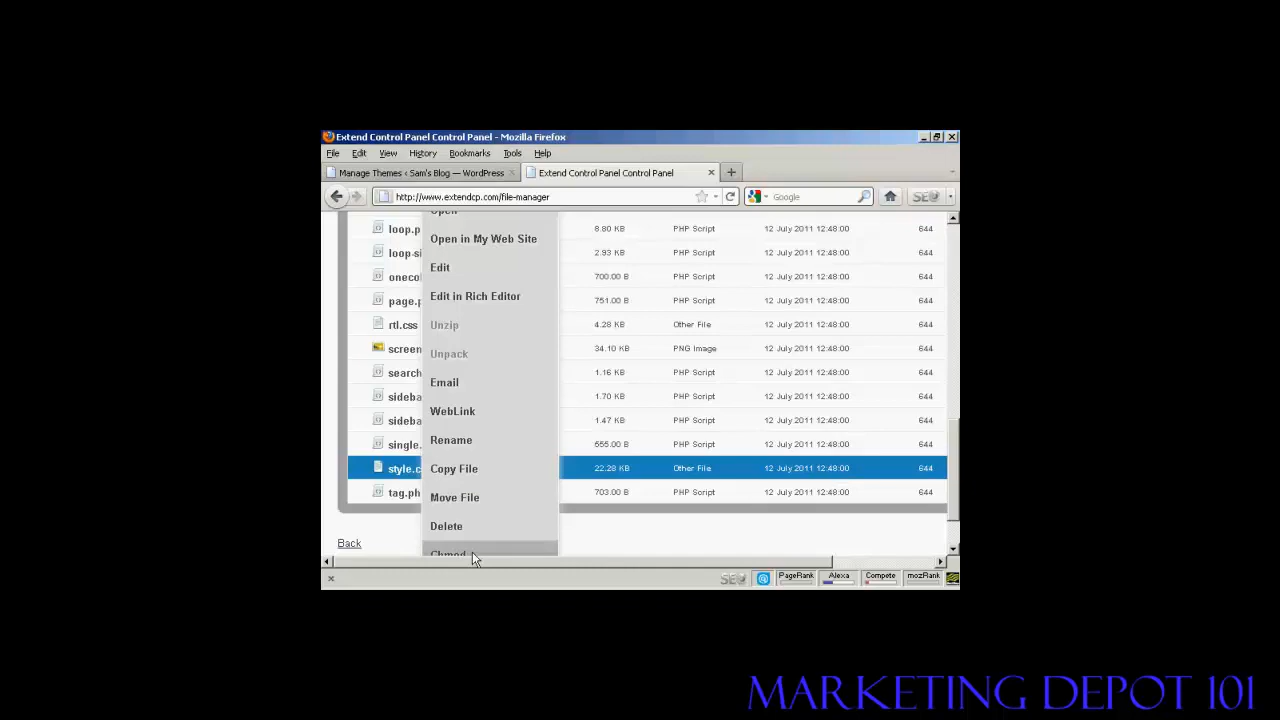 Extend Control Panel Control Panel - Mozilla Firefox
File Edit View History Bookmarks Tools Help
Manage Themes ‹ Sam's Blog — WordPress
Extend Control Panel Control Panel
http://www.extendcp.com/file-manager
Google
Open
loop.p 8.80 KB PHP Script 12 July 2011 12:48:00 644
Open in My Web Site
loop-si 2.93 KB PHP Script 12 July 2011 12:48:00 644
Edit
onecol 700.00 B PHP Script 12 July 2011 12:48:00 644
Edit in Rich Editor
page.p 751.00 B PHP Script 12 July 2011 12:48:00 644
Unzip
rtl.css 4.28 KB Other File 12 July 2011 12:48:00 644
Unpack
screen 34.10 KB PNG Image 12 July 2011 12:48:00 644
search 1.16 KB PHP Script 12 July 2011 12:48:00 644
Email
sideba 1.70 KB PHP Script 12 July 2011 12:48:00 644
WebLink
sideba 1.47 KB PHP Script 12 July 2011 12:48:00 644
Rename
single. 555.00 B PHP Script 12 July 2011 12:48:00 644
Copy File
style.c 22.28 KB Other File 12 July 2011 12:48:00 644
tag.ph 703.00 B PHP Script 12 July 2011 12:48:00 644
Move File
Delete
Back
Chmod
PageRank Alexa Compete mozRank
MARKETING DEPOT 101